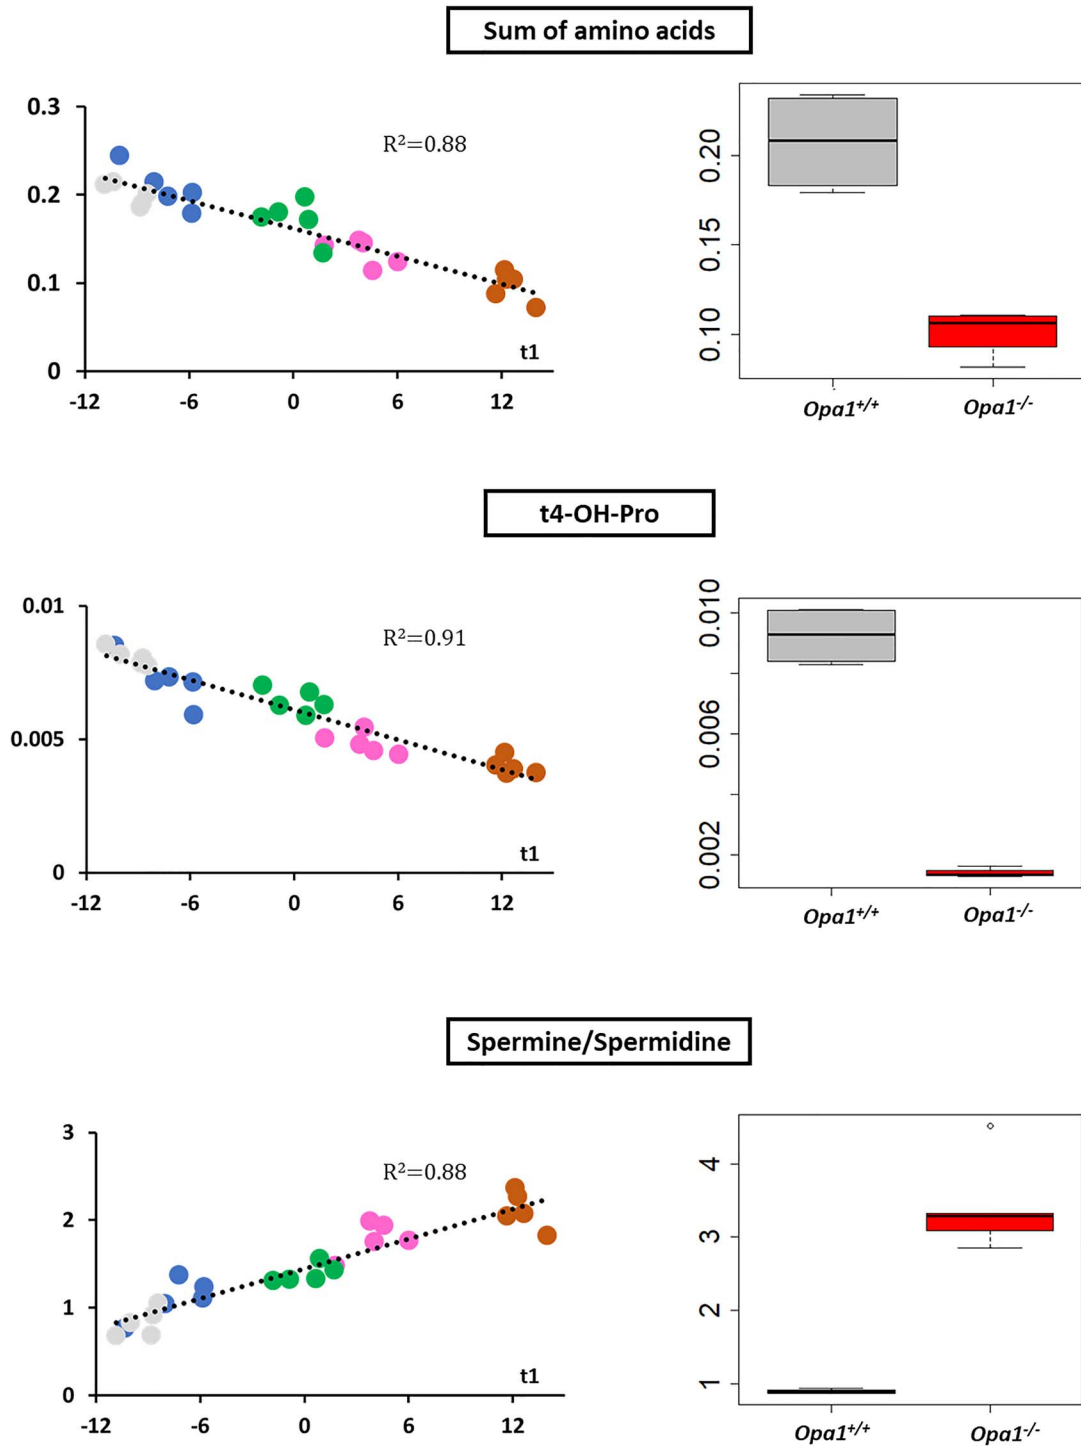 Sum of amino acids
0.3
0.2
0.1
0
R²=0.88
t1
-12 -6 0 6 12
0.20
0.15
0.10
Opa1+/+ Opa1-/-
t4-OH-Pro
0.01
0.005
0
R²=0.91
t1
-12 -6 0 6 12
0.010
0.006
0.002
Opa1+/+ Opa1-/-
Spermine/Spermidine
3
2
1
0
R²=0.88
t1
-12 -6 0 6 12
4
3
2
1
Opa1+/+ Opa1-/-